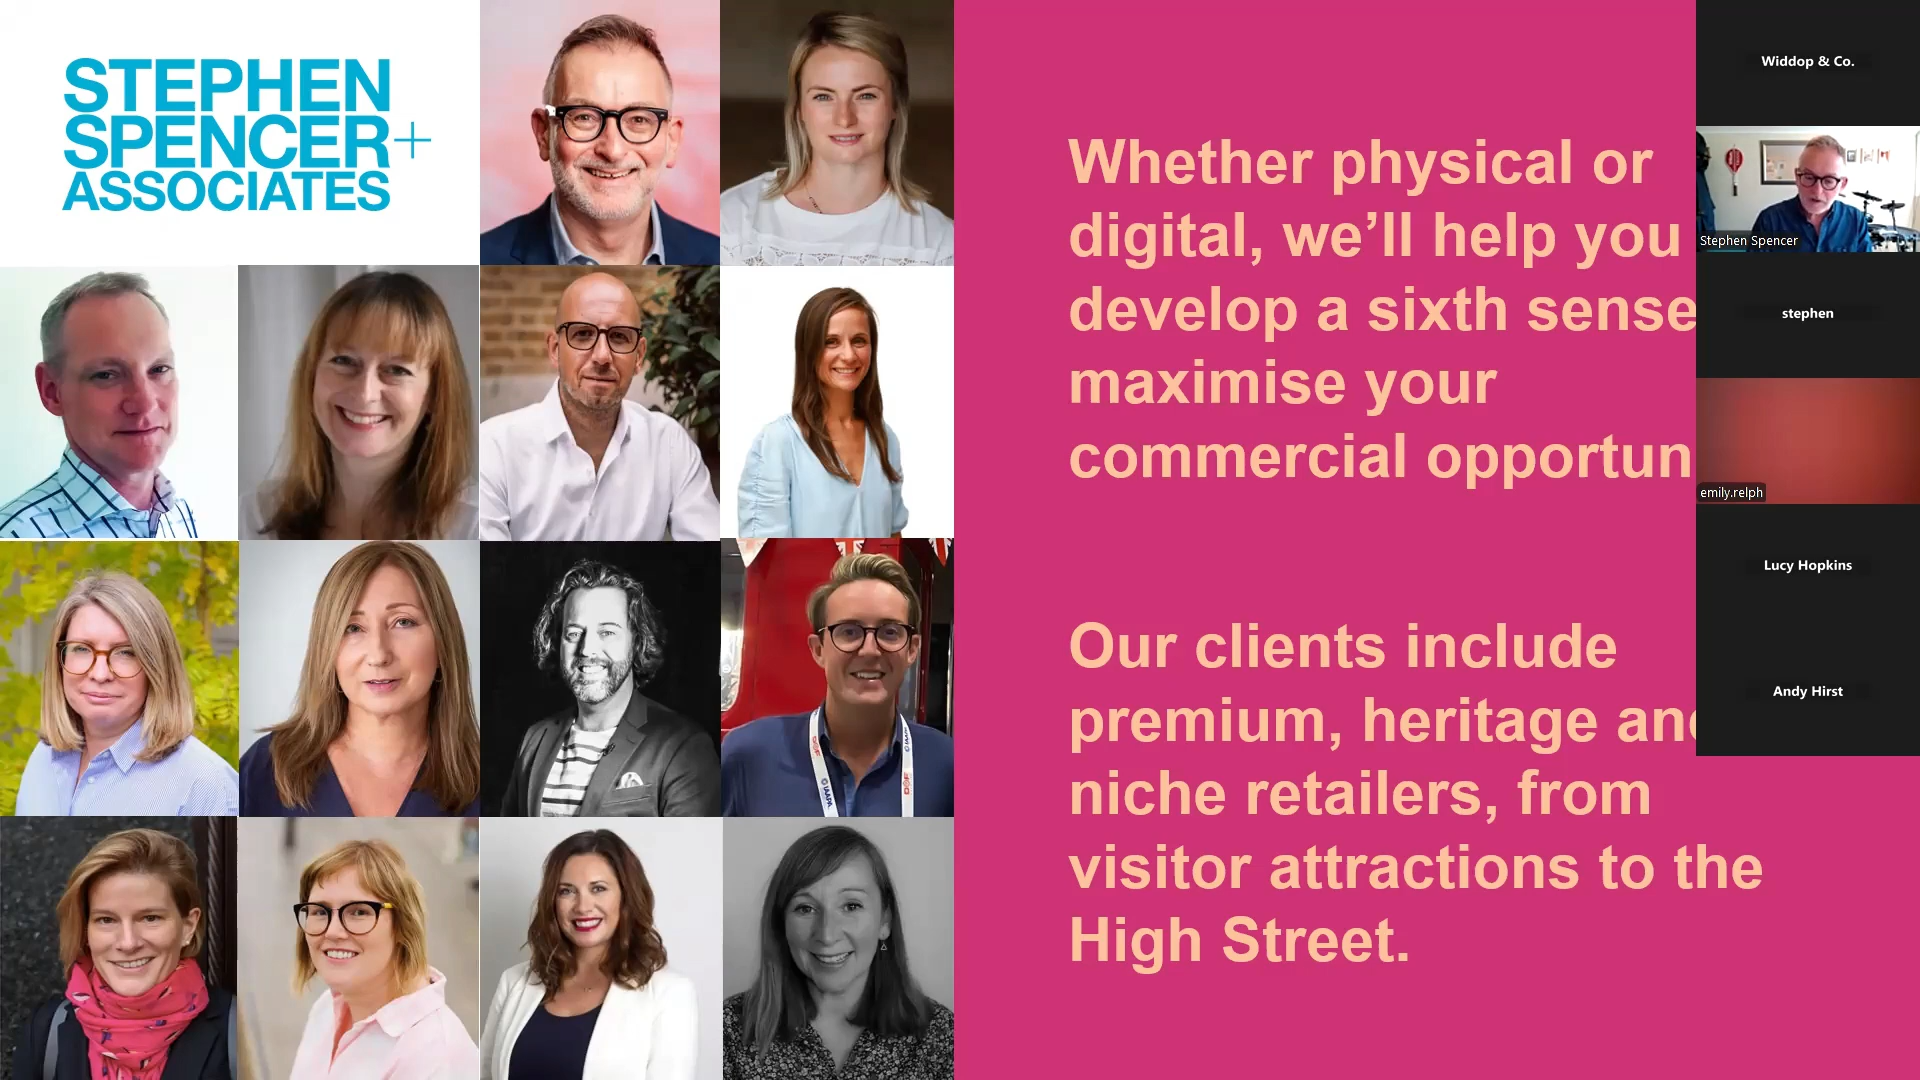 STEPHEN
SPENCER+
ASSOCIATES
Whether physical or
digital, we’ll help you
develop a sixth sense
maximise your
commercial opportun
Our clients include
premium, heritage and
niche retailers, from
visitor attractions to the
High Street.
Widdop & Co.
Stephen Spencer
stephen
emily.relph
Lucy Hopkins
Andy Hirst